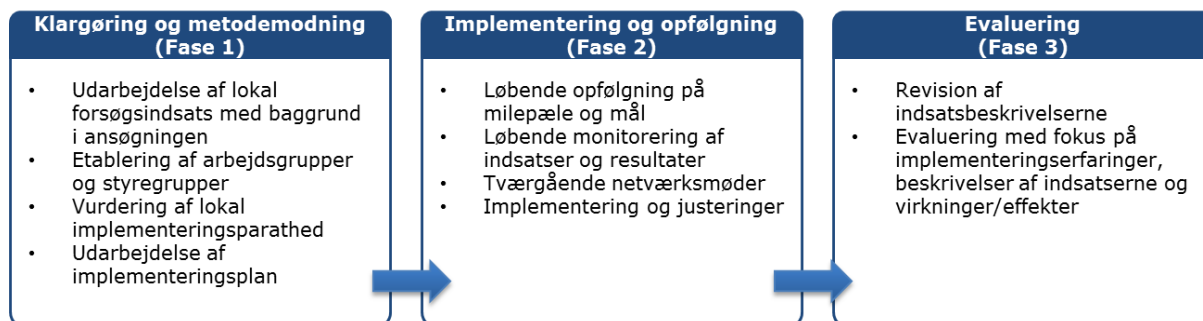 Klargøring og metodemodning
(Fase 1)
• Udarbejdelse af lokal
forsøgsindsats med baggrund
i ansøgningen
• Etablering af arbejdsgrupper
og styregrupper
• Vurdering af lokal
implementeringsparathed
• Udarbejdelse af
implementeringsplan
Implementering og opfølgning
(Fase 2)
• Løbende opfølgning på
milepæle og mål
• Løbende monitorering af
indsatser og resultater
• Tværgående netværksmøder
• Implementering og justeringer
Evaluering
(Fase 3)
• Revision af
indsatsbeskrivelserne
• Evaluering med fokus på
implementeringserfaringer,
beskrivelser af indsatserne og
virkninger/effekter